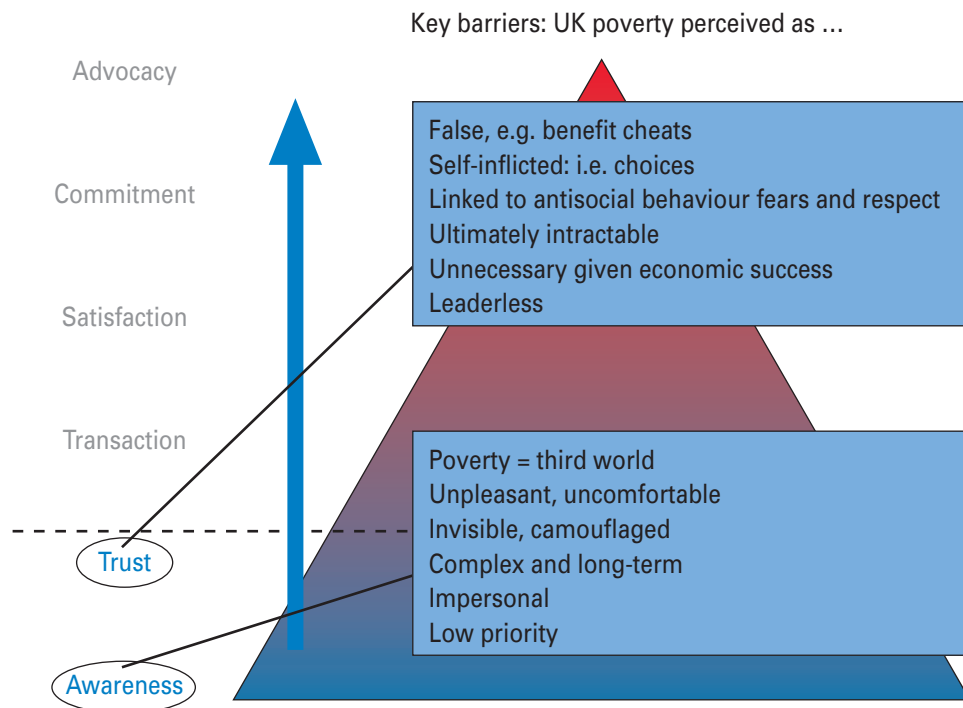 Key barriers: UK poverty perceived as ...
Advocacy
Commitment
Satisfaction
Transaction
Trust
Awareness
False, e.g. benefit cheats
Self-inflicted: i.e. choices
Linked to antisocial behaviour fears and respect
Ultimately intractable
Unnecessary given economic success
Leaderless
Poverty = third world
Unpleasant, uncomfortable
Invisible, camouflaged
Complex and long-term
Impersonal
Low priority